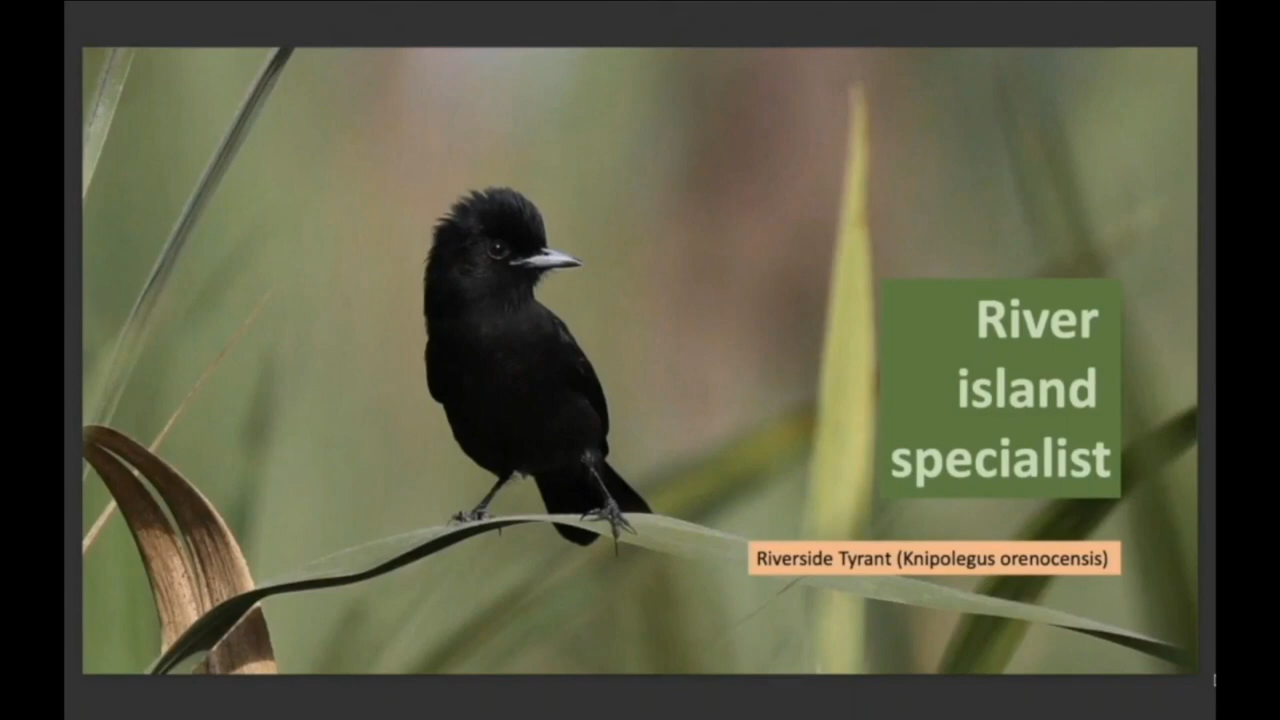 River
island
specialist
Riverside Tyrant (Knipolegus orenocensis)